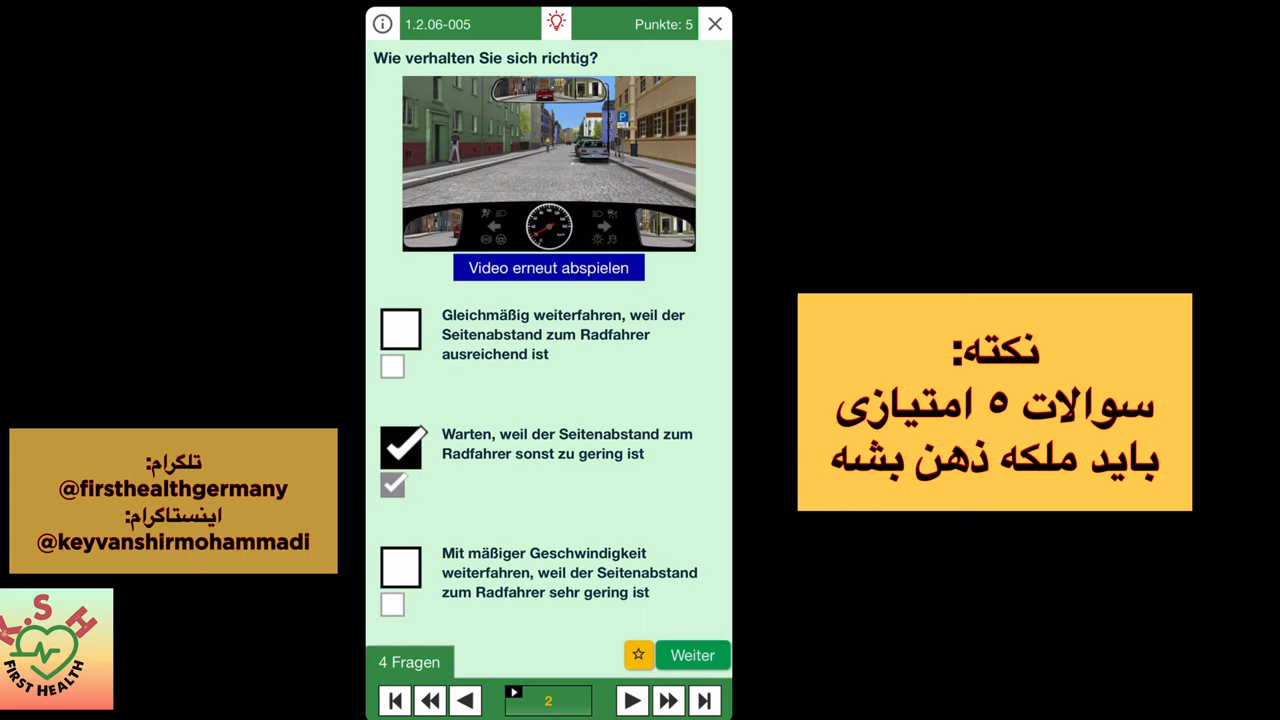 1.2.06-005
Punkte: 5
Wie verhalten Sie sich richtig?
P
Video erneut abspielen
Gleichmäßig weiterfahren, weil der
Seitenabstand zum Radfahrer
ausreichend ist
Warten, weil der Seitenabstand zum
Radfahrer sonst zu gering ist
Mit mäßiger Geschwindigkeit
weiterfahren, weil der Seitenabstand
zum Radfahrer sehr gering ist
4 Fragen
Weiter
2
نکته:
سوالات ۵ امتیازی
باید ملکه ذهن بشه
تلگرام:
@firsthealthgermany
اینستاگرام:
@keyvanshirmohammadi
K.S.H
FIRST HEALTH